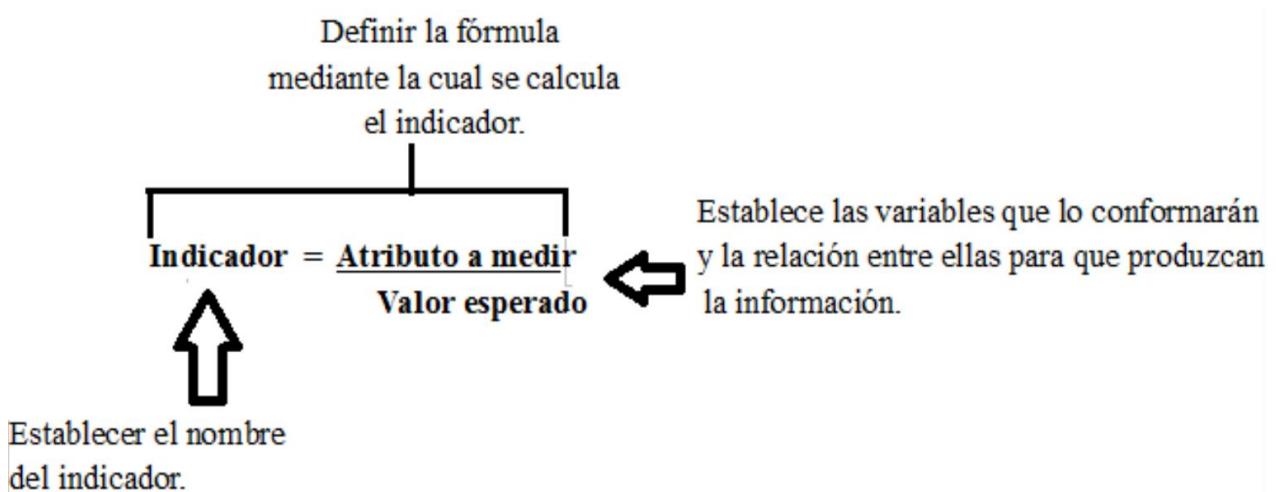 Definir la fórmula
mediante la cual se calcula
el indicador.
Indicador = Atributo a medir
Valor esperado
Establece las variables que lo conformarán
y la relación entre ellas para que produzcan
la información.
Establecer el nombre
del indicador.